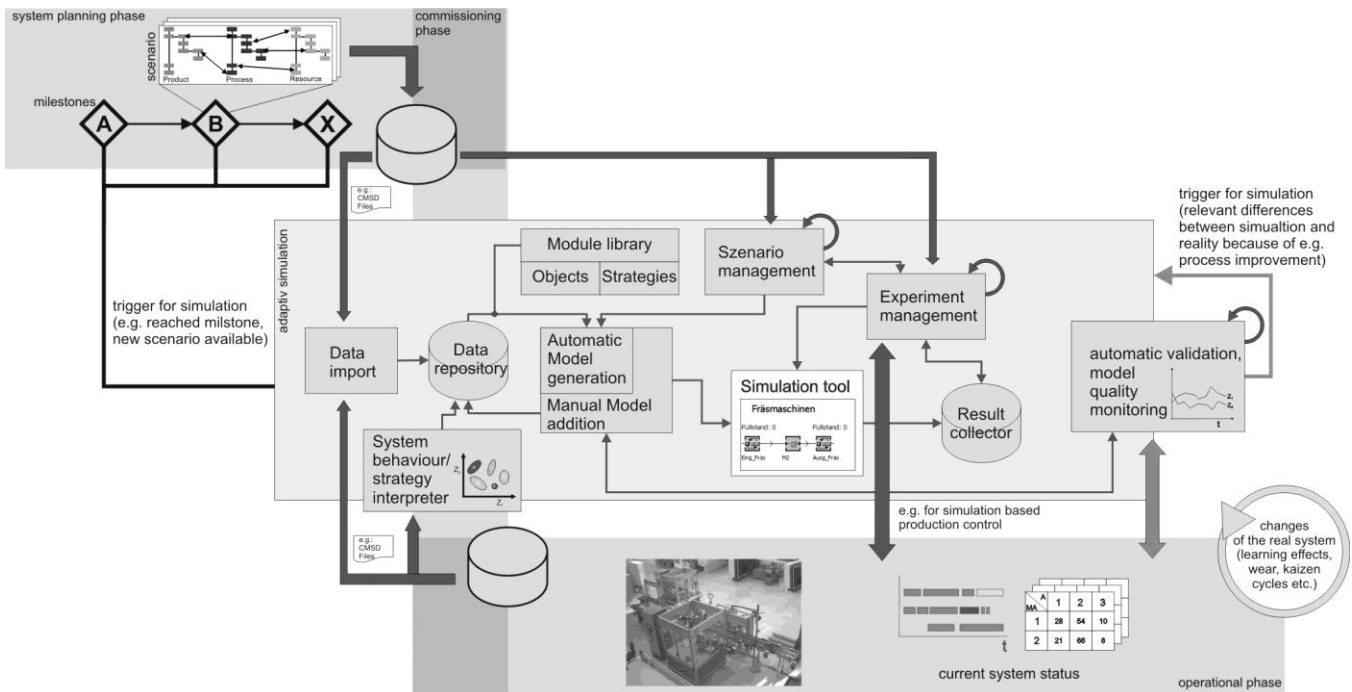 system planning phase
commissioning
phase
scenario
Product
Process
Resource
milestones
A
B
X
e.g.:
CMSD
Files
trigger for simulation
(relevant differences
between simualtion and
reality because of e.g.
process improvement)
adaptiv simulation
Module library
Objects
Strategies
Szenario
management
Experiment
management
trigger for simulation
(e.g. reached milstone,
new scenario available)
Data
import
Data
repository
Automatic
Model
generation
Manual Model
addition
Simulation tool
Fräsmaschinen
Füllstand: 0
Füllstand: 0
Eing_Fräs
M2
Ausg_Fräs
Result
collector
automatic validation,
model
quality
monitoring
t
System
behaviour/
strategy
interpreter
e.g. for simulation based
production control
e.g.:
CMSD
Files
changes
of the real system
(learning effects,
wear, kaizen
cycles etc.)
t
A
MA
1 2 3
1 28 54 10
2 21 66 8
current system status
operational phase